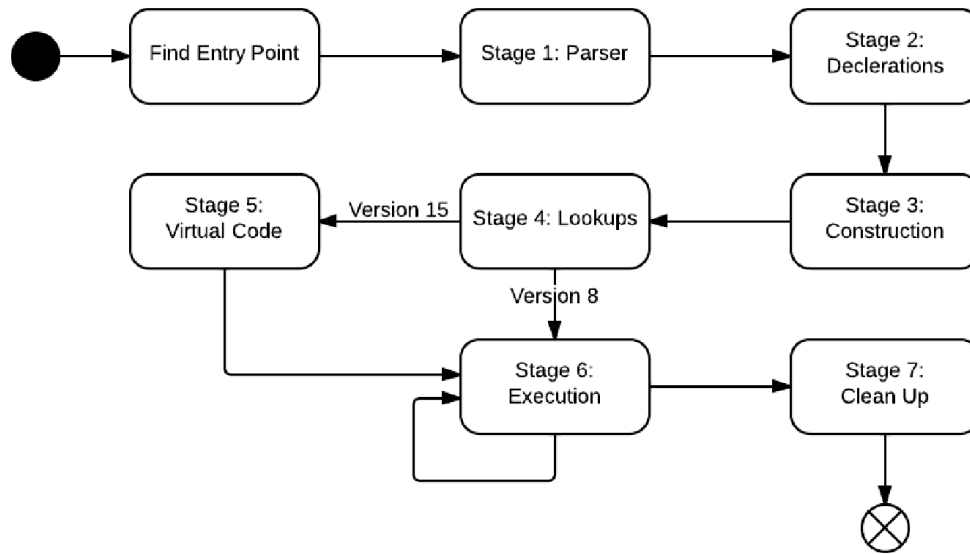 Find Entry Point
Stage 1: Parser
Stage 2:
Declerations
Stage 5:
Virtual Code
Version 15
Stage 4: Lookups
Stage 3:
Construction
Version 8
Stage 6:
Execution
Stage 7:
Clean Up